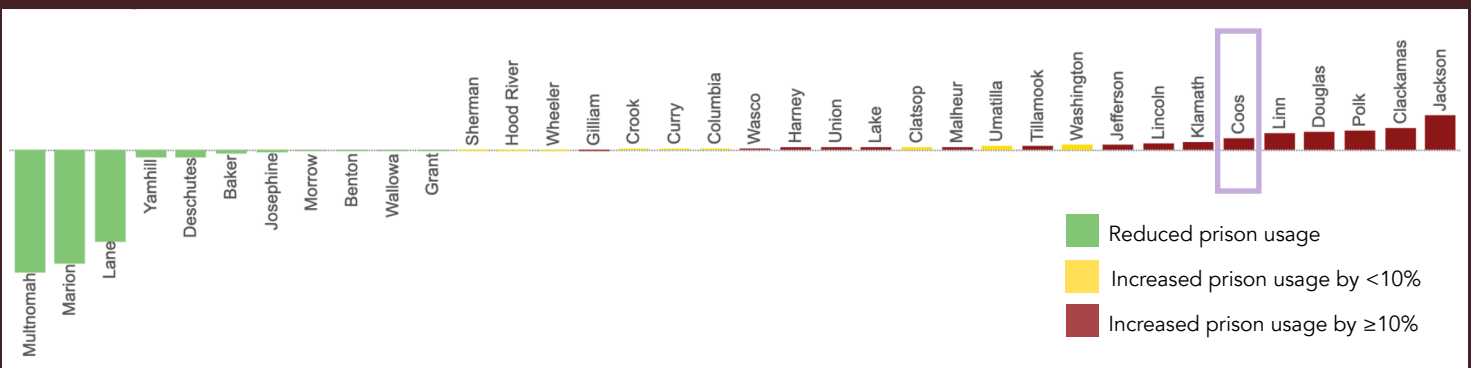 Multnomah
Marion
Lane
Yamhill
Deschutes
Baker
Josephine
Morrow
Benton
Wallowa
Grant
Sherman
Hood River
Wheeler
Gilliam
Crook
Curry
Columbia
Wasco
Harney
Union
Lake
Clatsop
Malheur
Umatilla
Tillamook
Washington
Jefferson
Lincoln
Klamath
Coos
Linn
Douglas
Polk
Clackamas
Jackson
Reduced prison usage
Increased prison usage by <10%
Increased prison usage by ≥10%